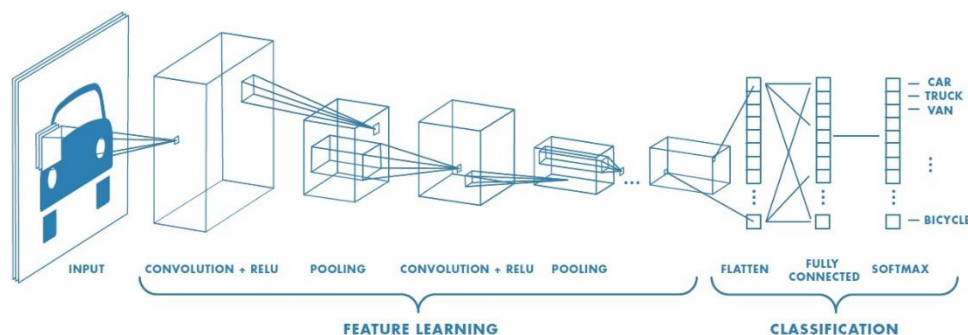 CAR
TRUCK
VAN
BICYCLE
INPUT
CONVOLUTION + RELU
POOLING
CONVOLUTION + RELU
POOLING
FLATTEN
FULLY
CONNECTED
SOFTMAX
FEATURE LEARNING
CLASSIFICATION